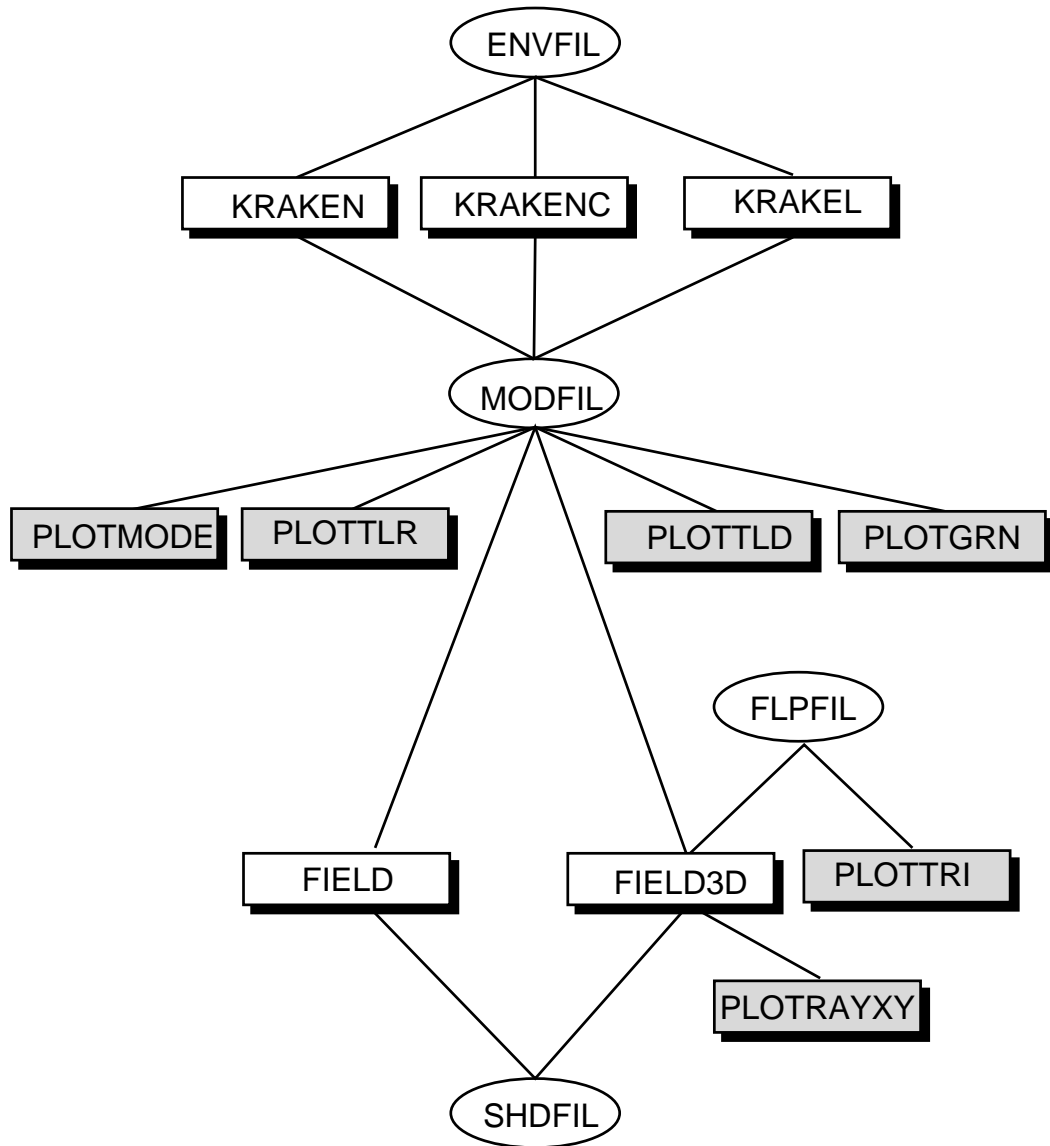 ENVFIL
KRAKEN
KRAKENC
KRAKEL
MODFIL
PLOTMODE
PLOTTLR
PLOTTLD
PLOTGRN
FLPFIL
FIELD
FIELD3D
PLOTTRI
PLOTRAYXY
SHDFIL